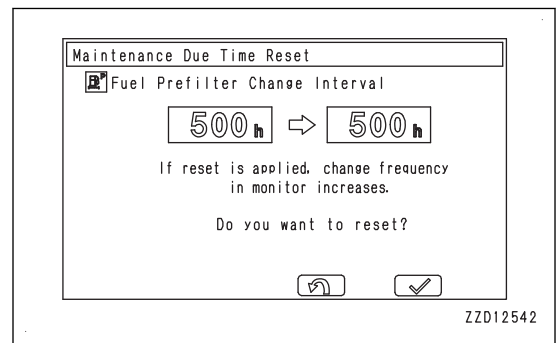 Maintenance Due Time Reset
P Fuel Prefilter Change Interval
500h ⇨ 500h
If reset is applied, change frequency
in monitor increases.
Do you want to reset?
ZZD12542